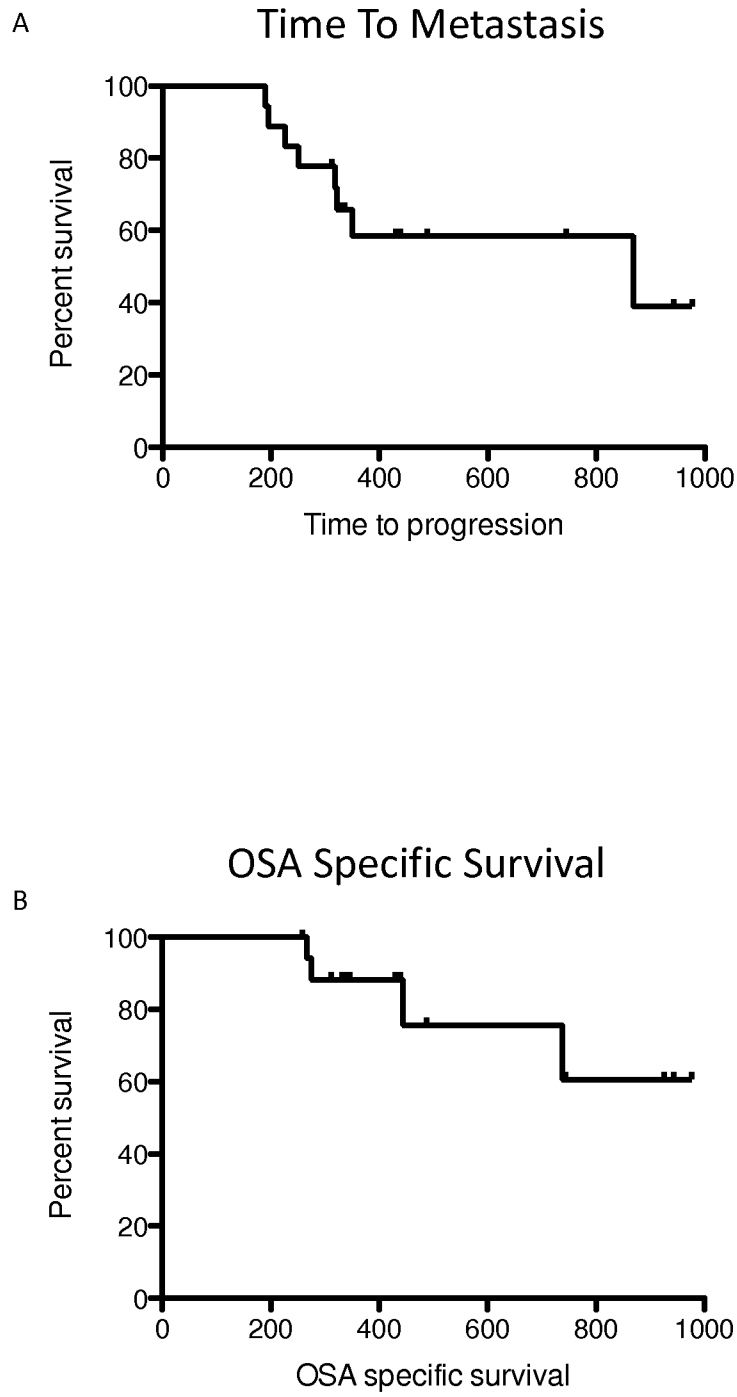 A
Time To Metastasis
100
80
60
40
20
0
Percent survival
0 200 400 600 800 1000
Time to progression
OSA Specific Survival
B
100
80
60
40
20
0
Percent survival
0 200 400 600 800 1000
OSA specific survival